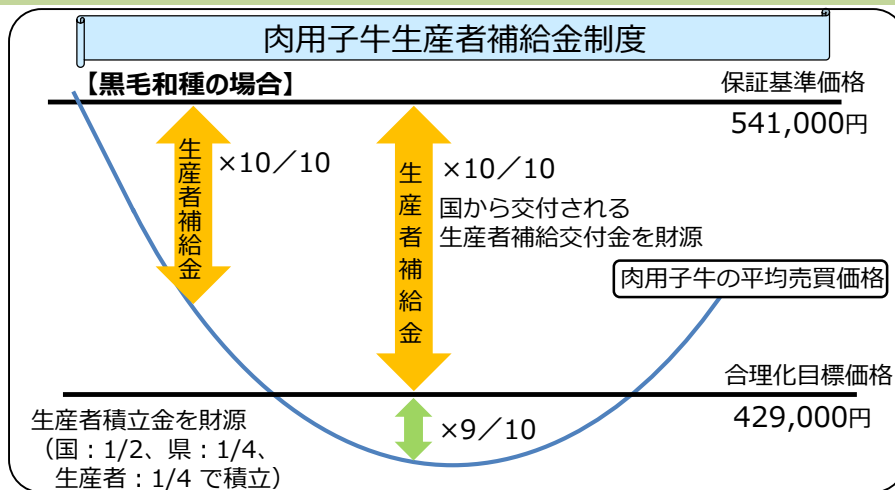 肉用子牛生産者補給金制度
【黒毛和種の場合】
保証基準価格
541,000円
生産者補給金
×10／10
生産者補給金
×10／10
国から交付される
生産者補給交付金を財源
肉用子牛の平均売買価格
合理化目標価格
429,000円
×9／10
生産者積立金を財源
（国：1/2、県：1/4、
生産者：1/4 で積立）